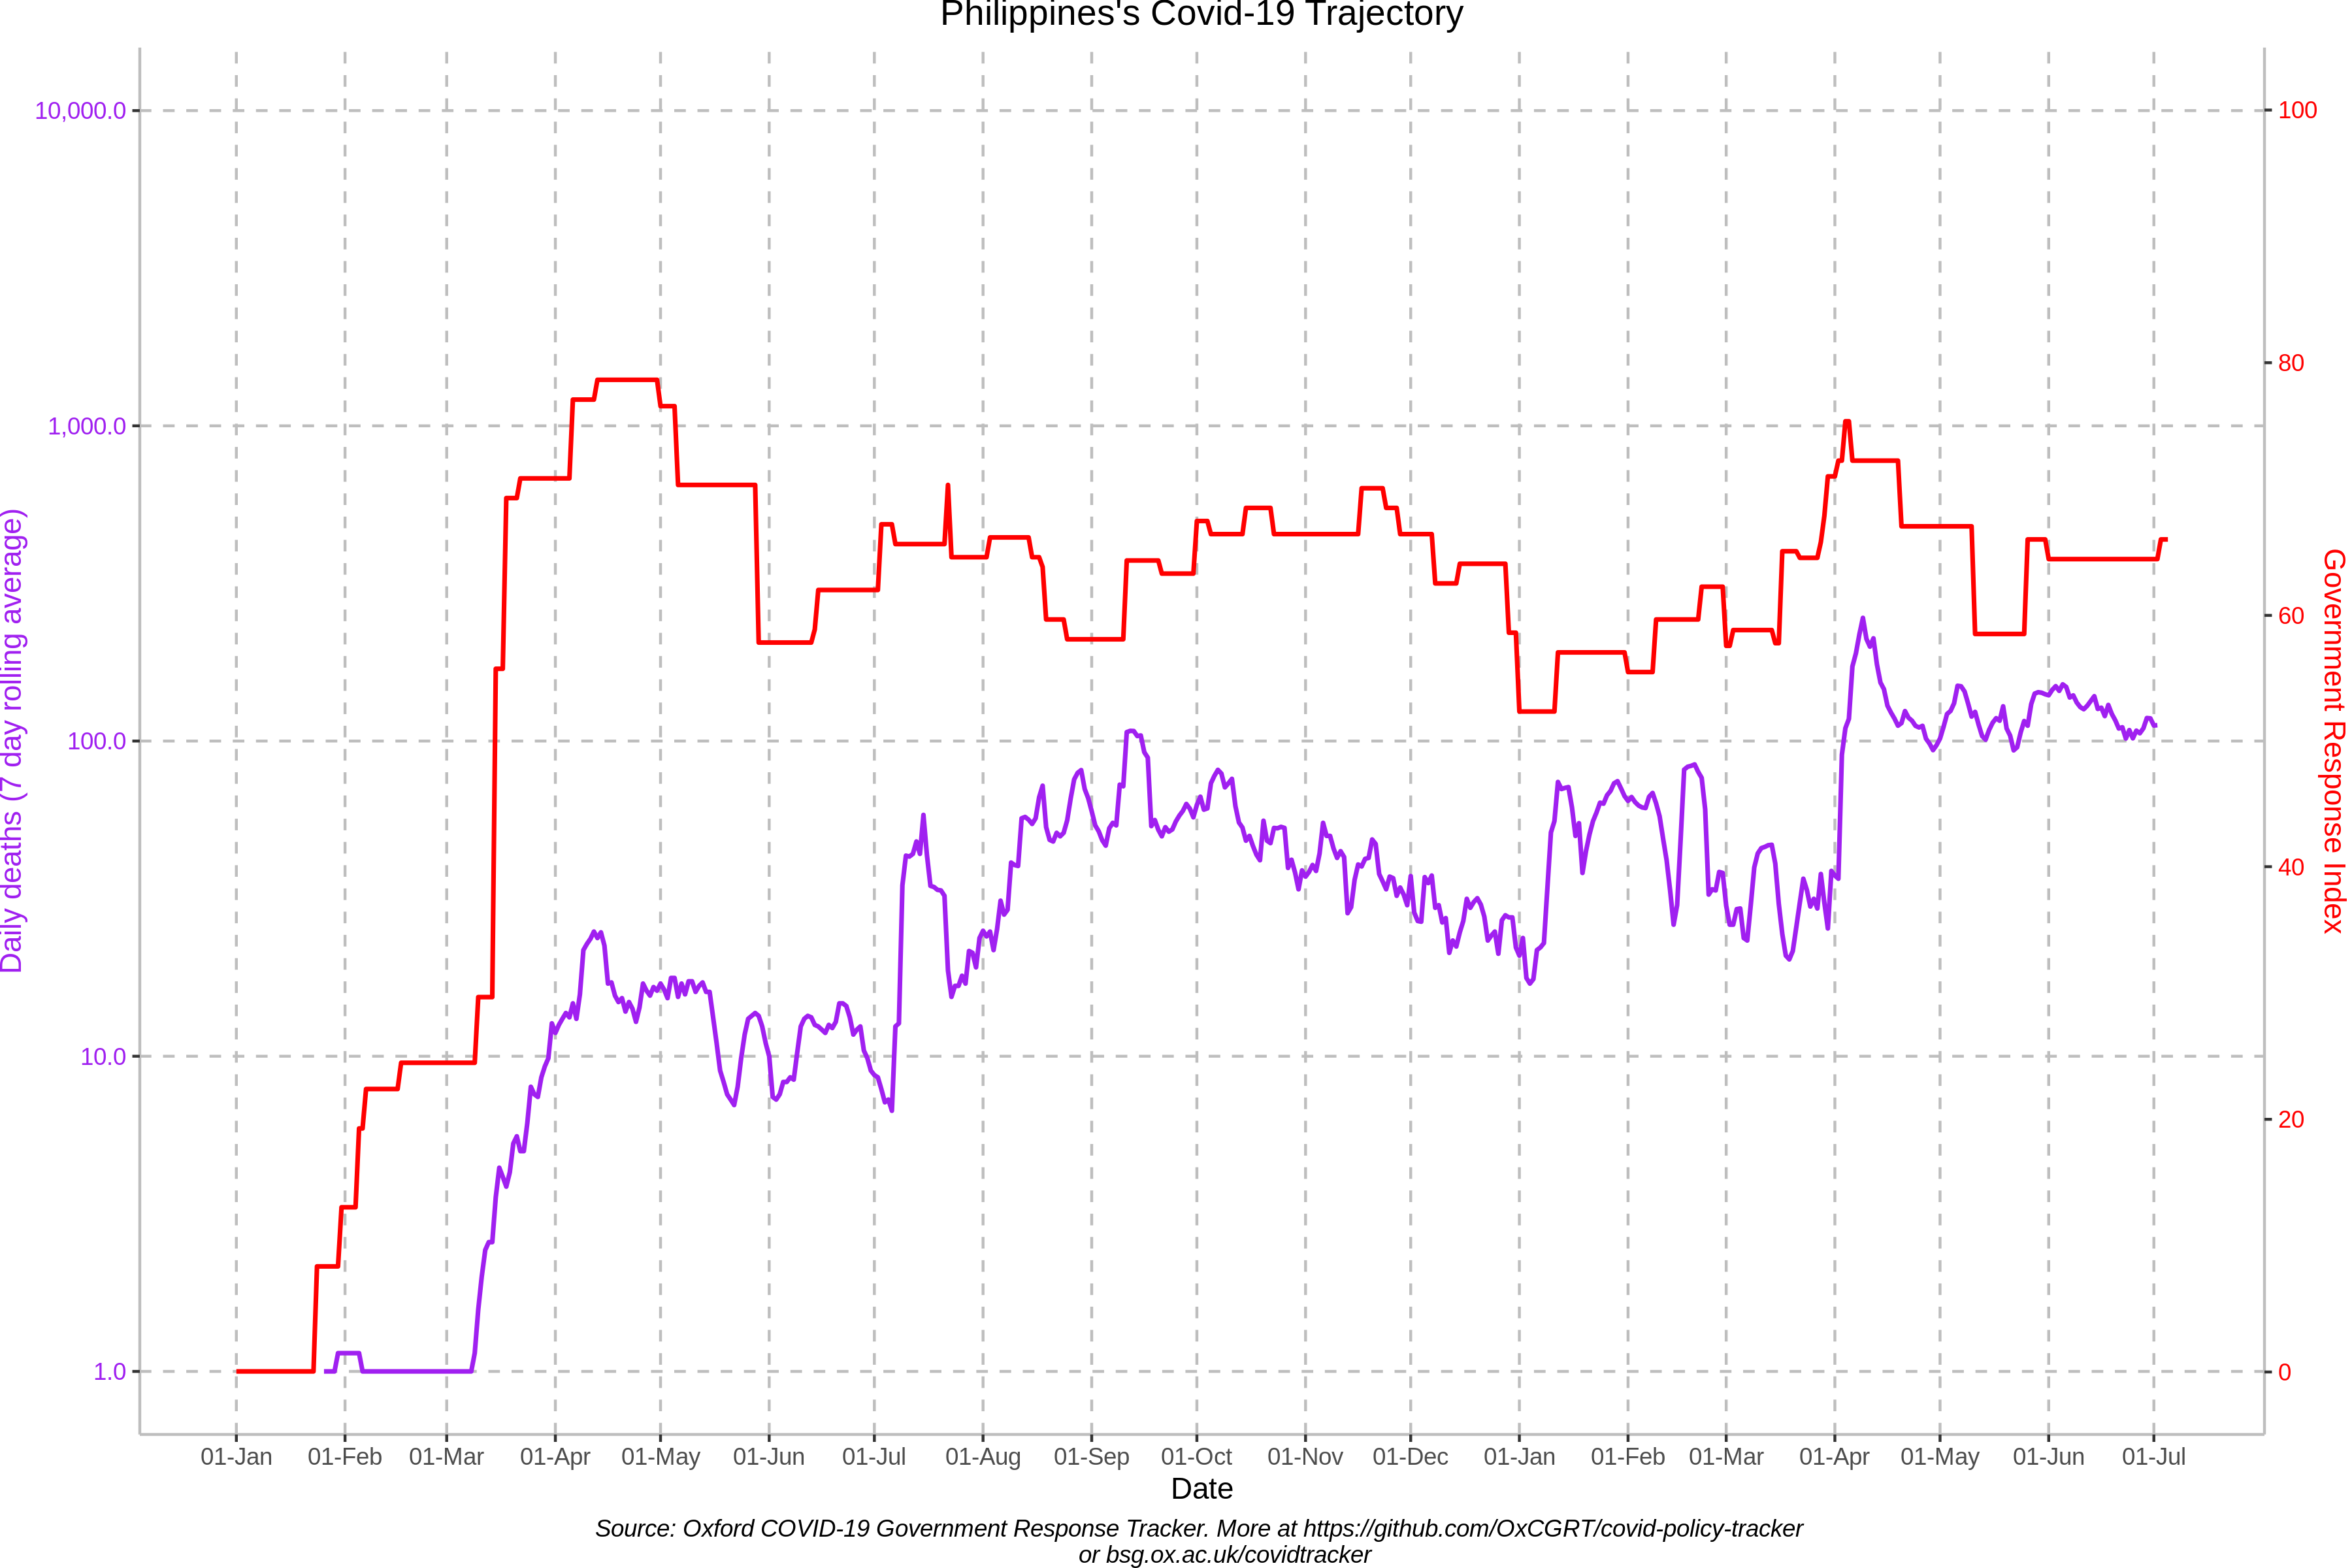 Philippines's Covid-19 Trajectory
10,000.0
1,000.0
100.0
10.0
1.0
Daily deaths (7 day rolling average)
100
80
60
40
20
0
Government Response Index
01-Jan 01-Feb 01-Mar 01-Apr 01-May 01-Jun 01-Jul 01-Aug 01-Sep 01-Oct 01-Nov 01-Dec 01-Jan 01-Feb 01-Mar 01-Apr 01-May 01-Jun 01-Jul
Date
Source: Oxford COVID-19 Government Response Tracker. More at https://github.com/OxCGRT/covid-policy-tracker
or bsg.ox.ac.uk/covidtracker